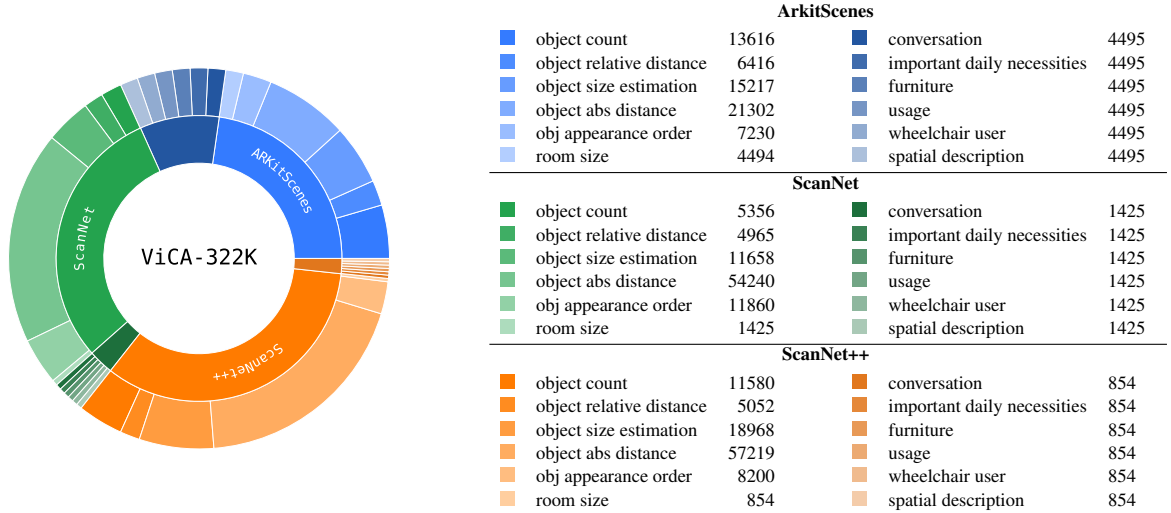 ViCA-322K
ARKitScenes
ScanNet
ScanNet++
ArkitScenes
object count 13616 conversation 4495
object relative distance 6416 important daily necessities 4495
object size estimation 15217 furniture 4495
object abs distance 21302 usage 4495
obj appearance order 7230 wheelchair user 4495
room size 4494 spatial description 4495
ScanNet
object count 5356 conversation 1425
object relative distance 4965 important daily necessities 1425
object size estimation 11658 furniture 1425
object abs distance 54240 usage 1425
obj appearance order 11860 wheelchair user 1425
room size 1425 spatial description 1425
ScanNet++
object count 11580 conversation 854
object relative distance 5052 important daily necessities 854
object size estimation 18968 furniture 854
object abs distance 57219 usage 854
obj appearance order 8200 wheelchair user 854
room size 854 spatial description 854